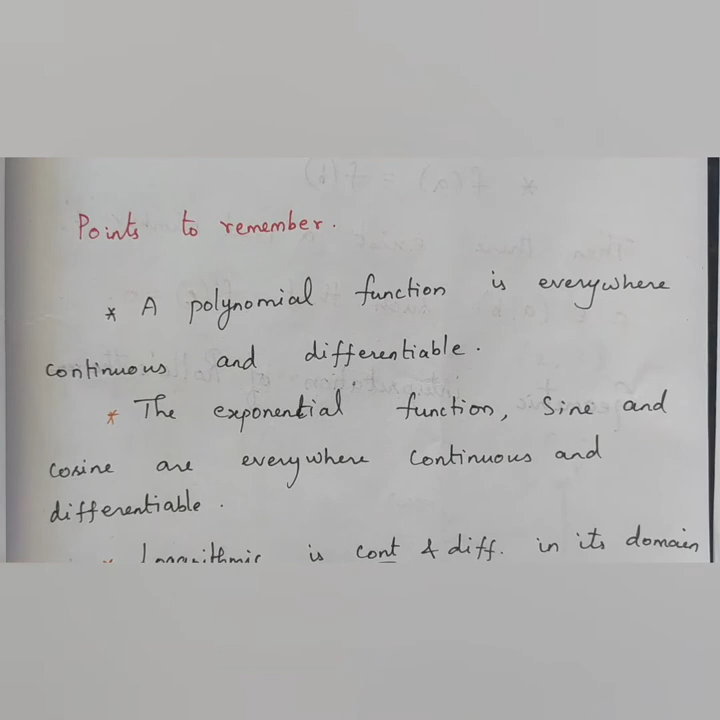 Points to remember.
* A polynomial function is everywhere
continuous and differentiable.
* The exponential function, Sine and
cosine are everywhere continuous and
differentiable.
* Logarithmic is cont & diff. in its domain